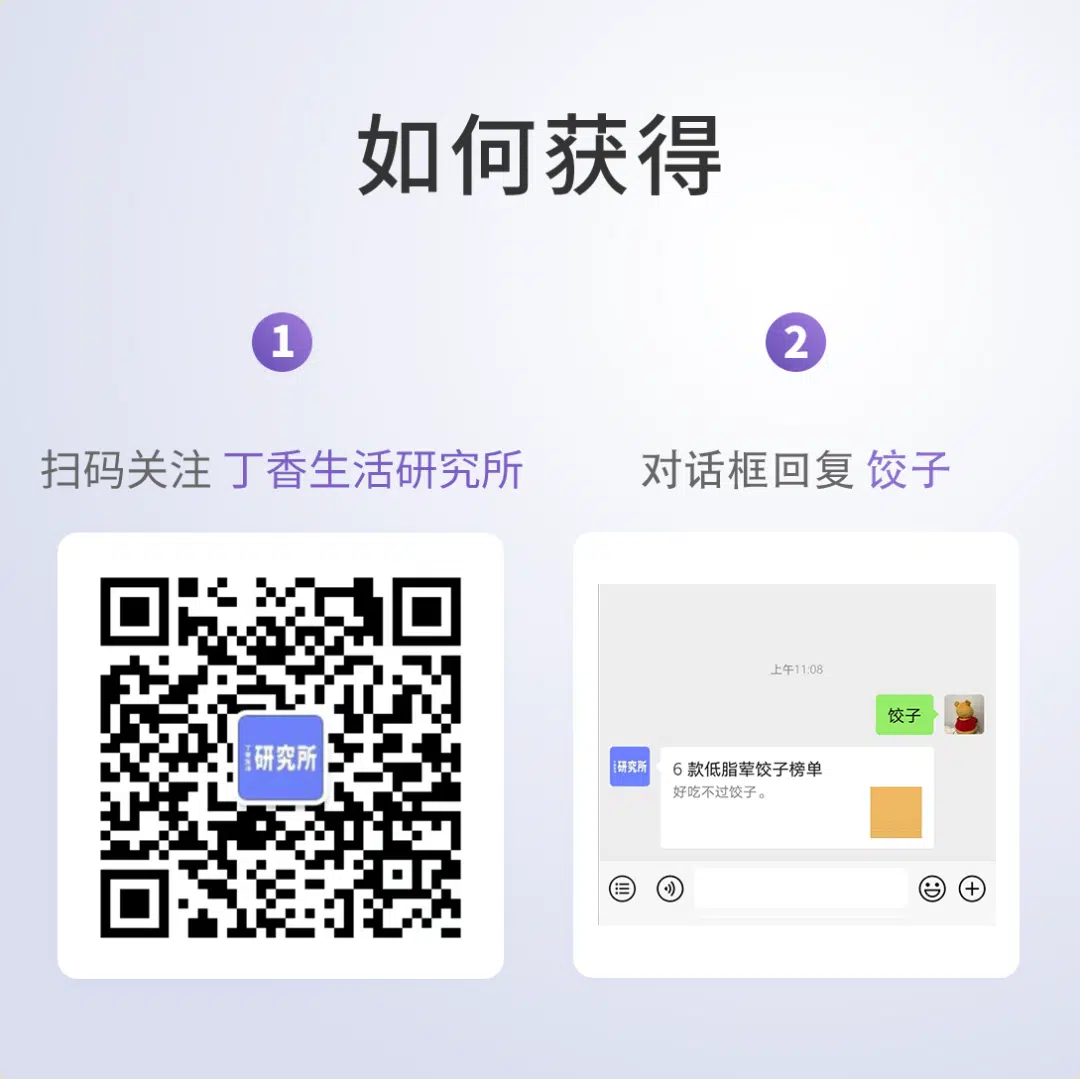 如何获得
1
扫码关注 丁香生活研究所
研究所
2
对话框回复 饺子
上午11:08
饺子
研究所
6 款低脂荤饺子榜单
好吃不过饺子。